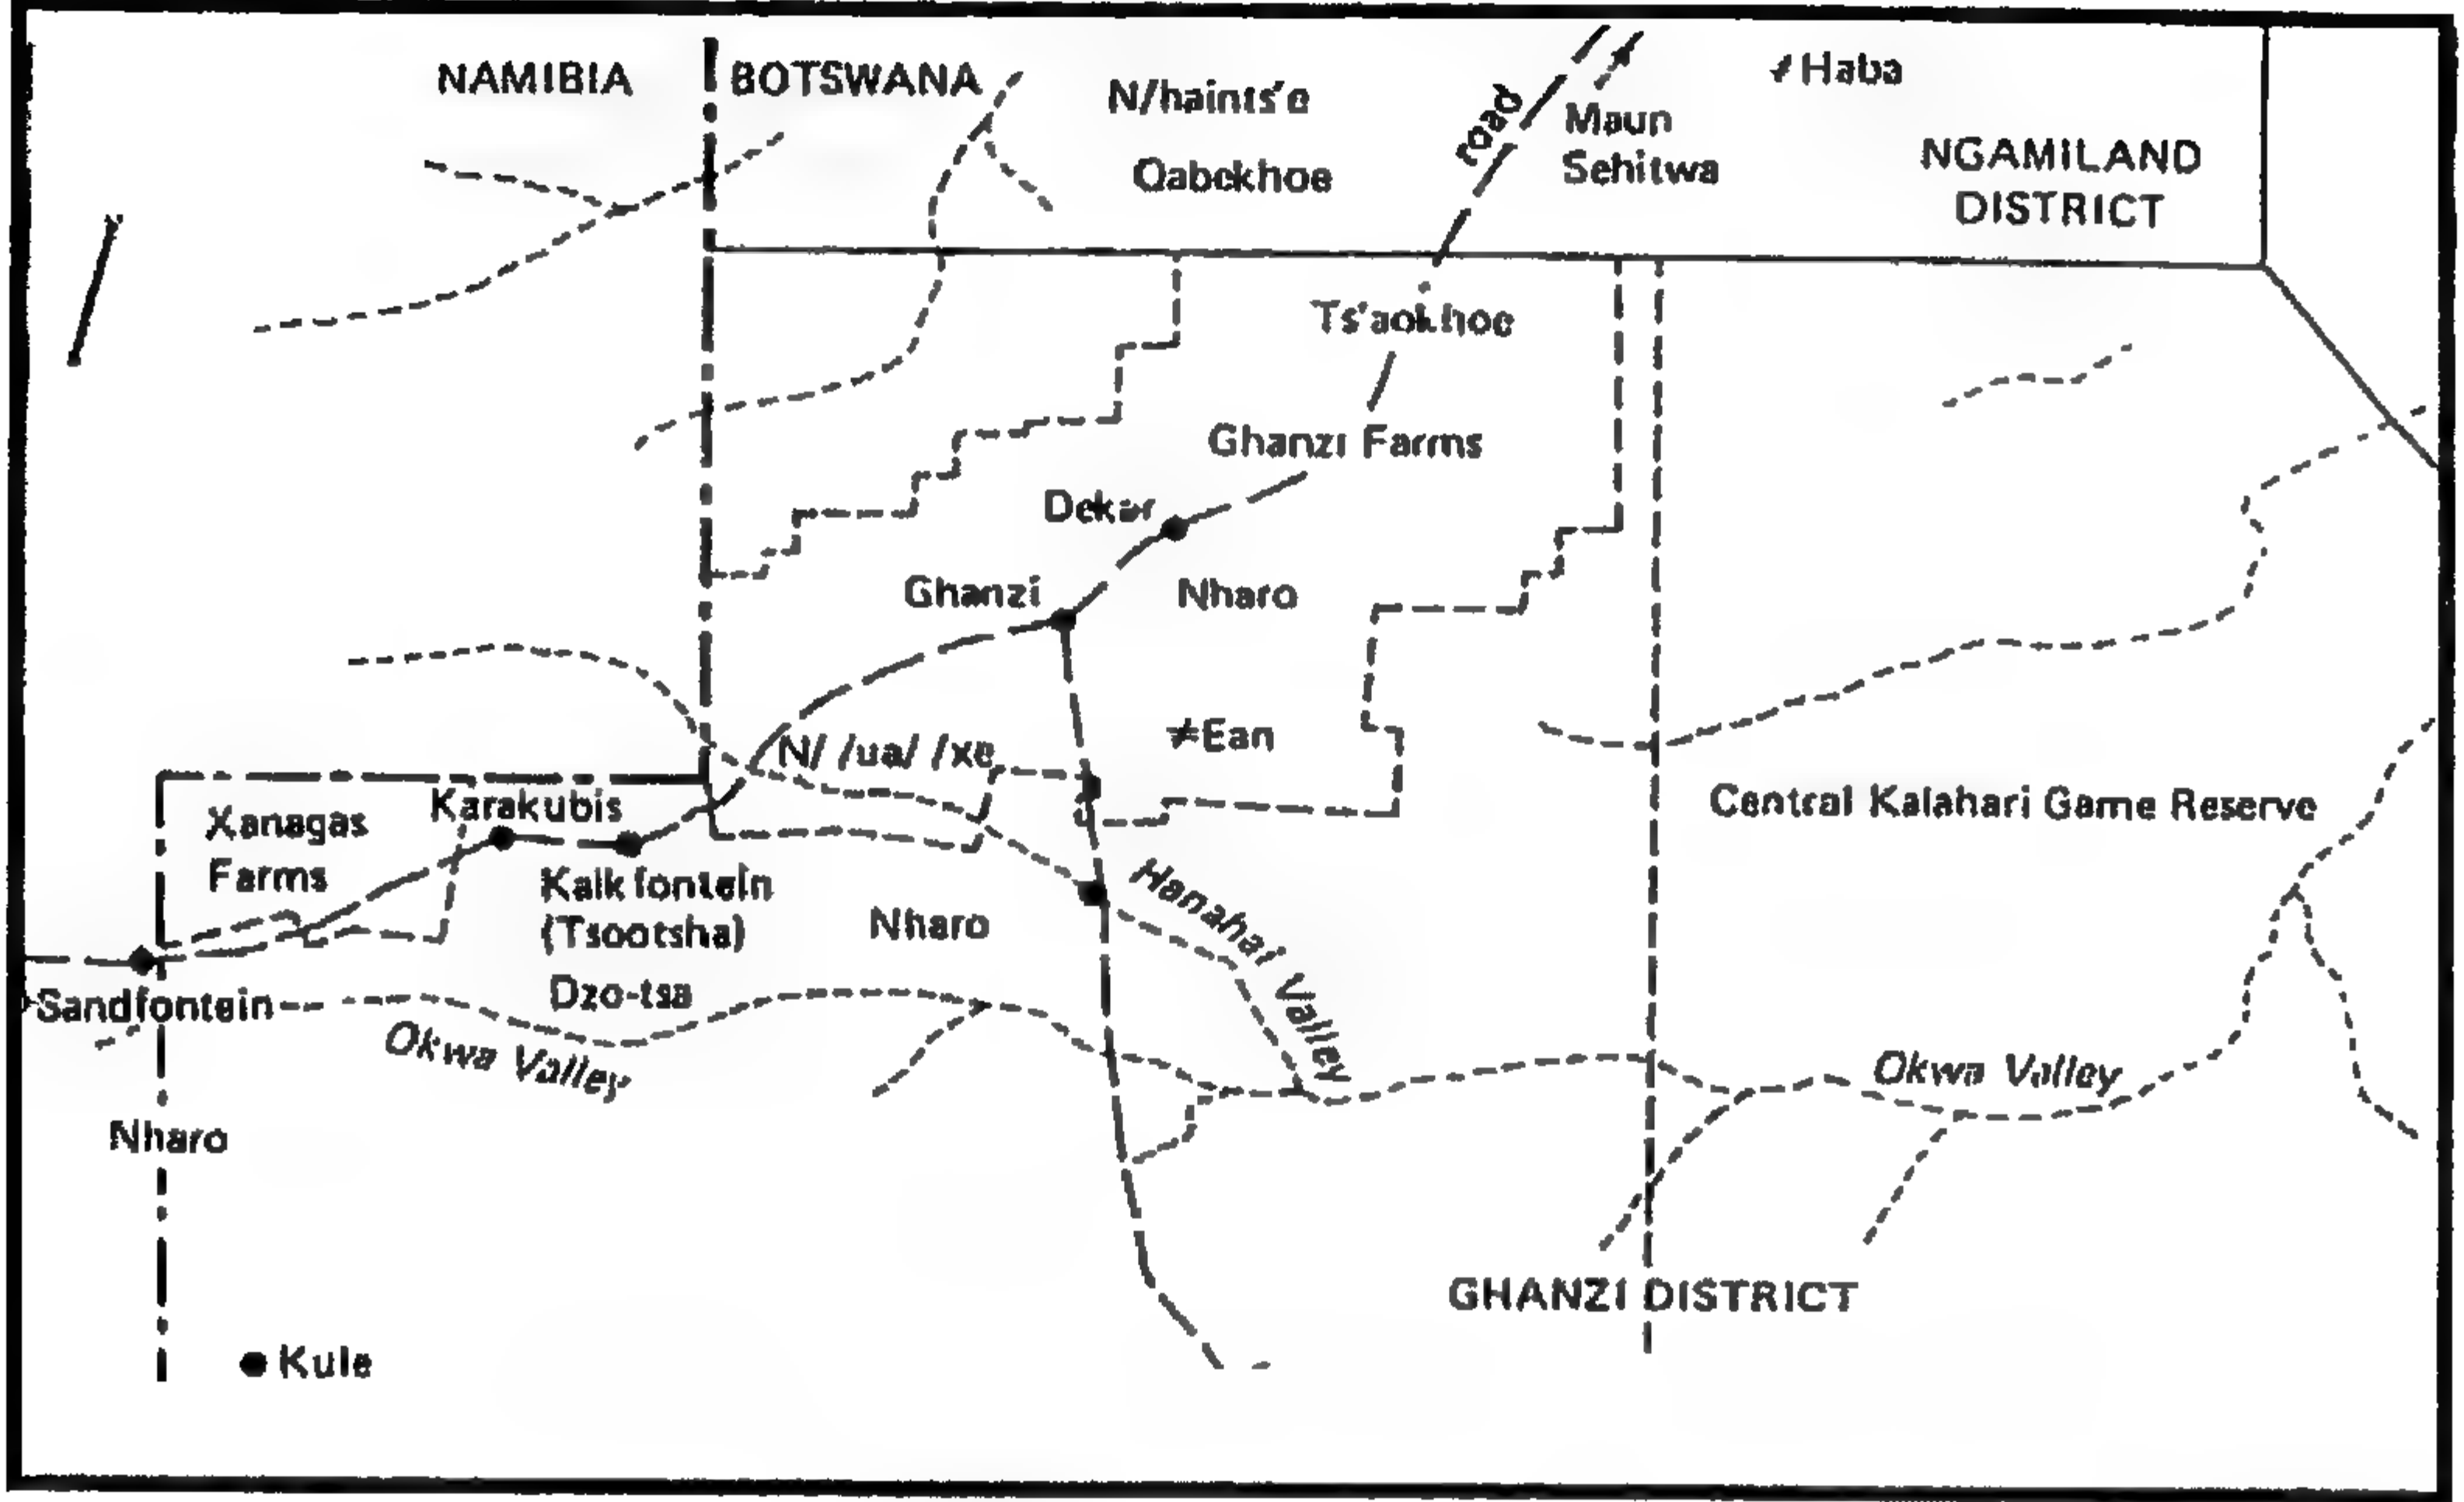 NAMIBIA
BOTSWANA
N/haints'e
Qabekhoe
road
Maun
Sehitwa
≠Haba
NGAMILAND
DISTRICT
Ts'aokhoe
Ghanzi Farms
Dekar
Ghanzi
Nharo
N//ua//xe
≠Ean
Xanagas
Farms
Karakubis
Kalkfontein
(Tsootsha)
Dzo-tsa
Nharo
Hanahai Valley
Central Kalahari Game Reserve
Sandfontein
Okwa Valley
Okwa Valley
Nharo
GHANZI DISTRICT
Kule